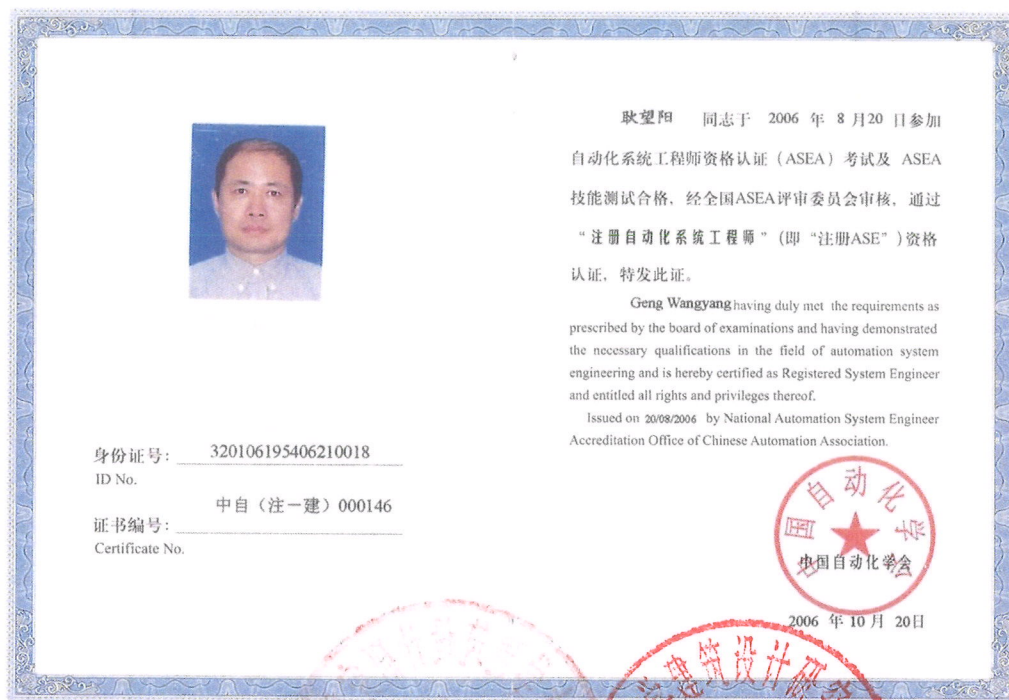 耿望阳 同志于 2006 年 8 月20 日参加
自动化系统工程师资格认证（ASEA）考试及 ASEA
技能测试合格，经全国ASEA评审委员会审核，通过
“注册自动化系统工程师”(即“注册ASE”)资格
认证，特发此证。
Geng Wangyang having duly met the requirements as
prescribed by the board of examinations and having demonstrated
the necessary qualifications in the field of automation system
engineering and is hereby certified as Registered System Engineer
and entitled all rights and privileges thereof.
Issued on 20/08/2006 by National Automation System Engineer
Accreditation Office of Chinese Automation Association.
身份证号：320106195406210018
ID No.
证书编号：中自（注一建）000146
Certificate No.
中国自动化学会
中国自动化学会
2006 年 10 月 20日
建筑设计研